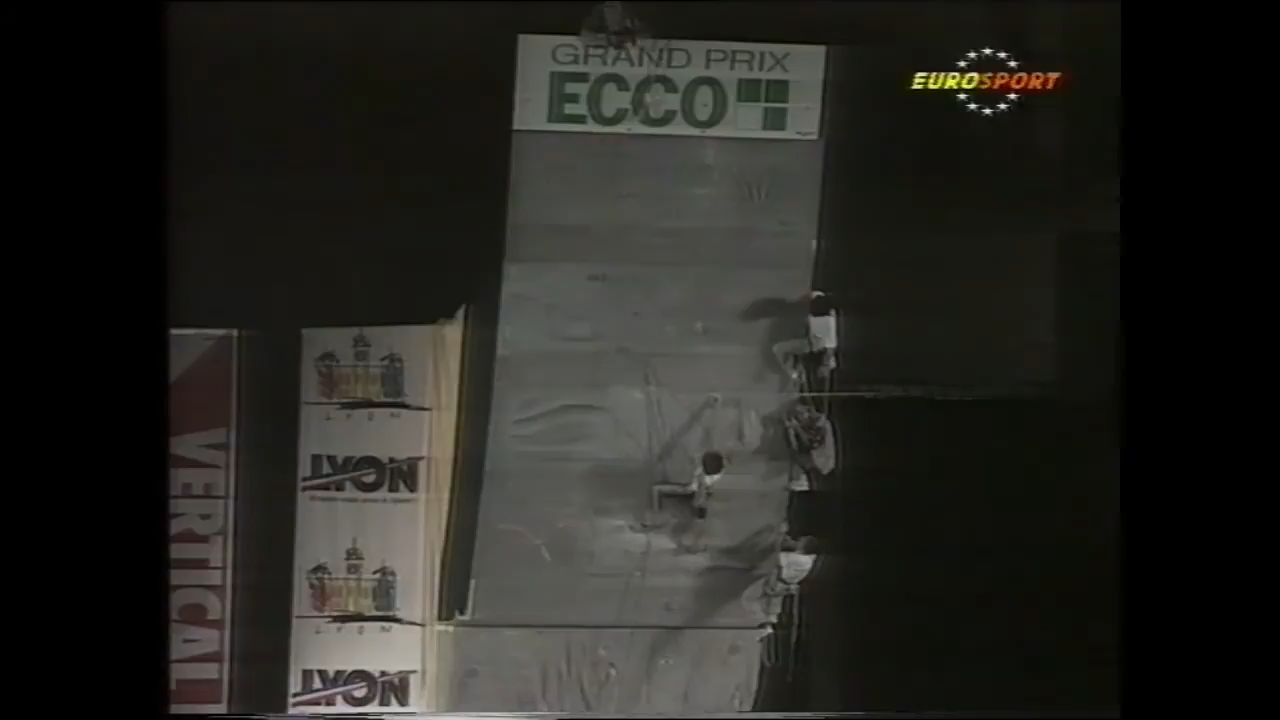 GRAND PRIX
ECCO
EUROSPORT
VERTICAL
LYON
LYON
LYON
LYON